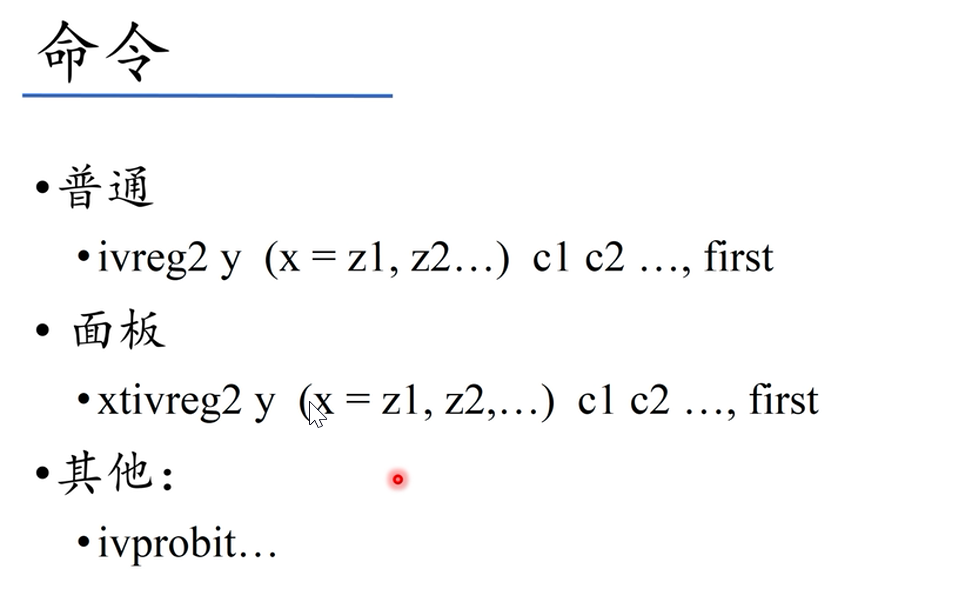 命令
•普通
•ivreg2 y (x = z1, z2…) c1 c2 …, first
• 面板
•xtivreg2 y (x = z1, z2,…) c1 c2 …, first
•其他：
•ivprobit…